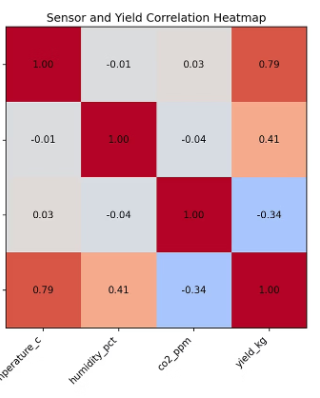 Sensor and Yield Correlation Heatmap
1.00 -0.01 0.03 0.79
-0.01 1.00 -0.04 0.41
0.03 -0.04 1.00 -0.34
0.79 0.41 -0.34 1.00
mperature_c humidity_pct co2_ppm yield_kg